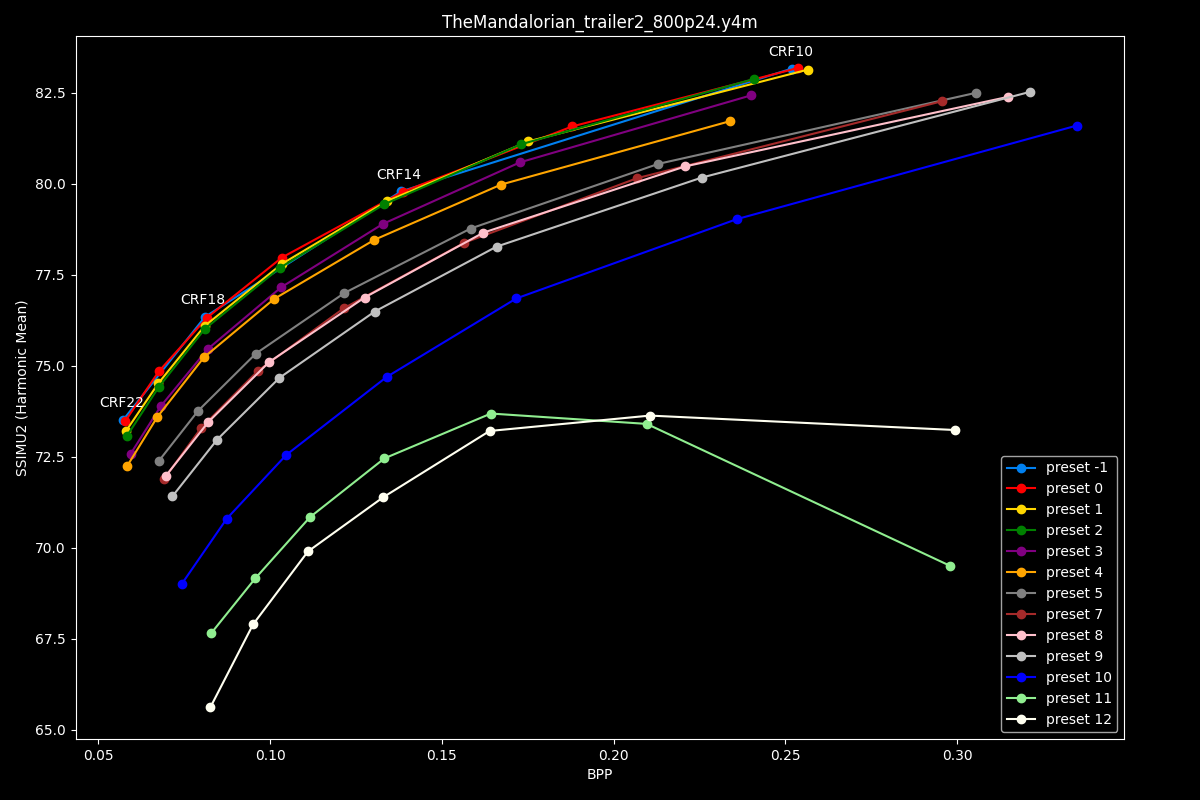 TheMandalorian_trailer2_800p24.y4m
CRF10
CRF14
CRF18
CRF22
82.5
80.0
77.5
75.0
72.5
70.0
67.5
65.0
SSIMU2 (Harmonic Mean)
preset -1
preset 0
preset 1
preset 2
preset 3
preset 4
preset 5
preset 7
preset 8
preset 9
preset 10
preset 11
preset 12
0.05 0.10 0.15 0.20 0.25 0.30
BPP